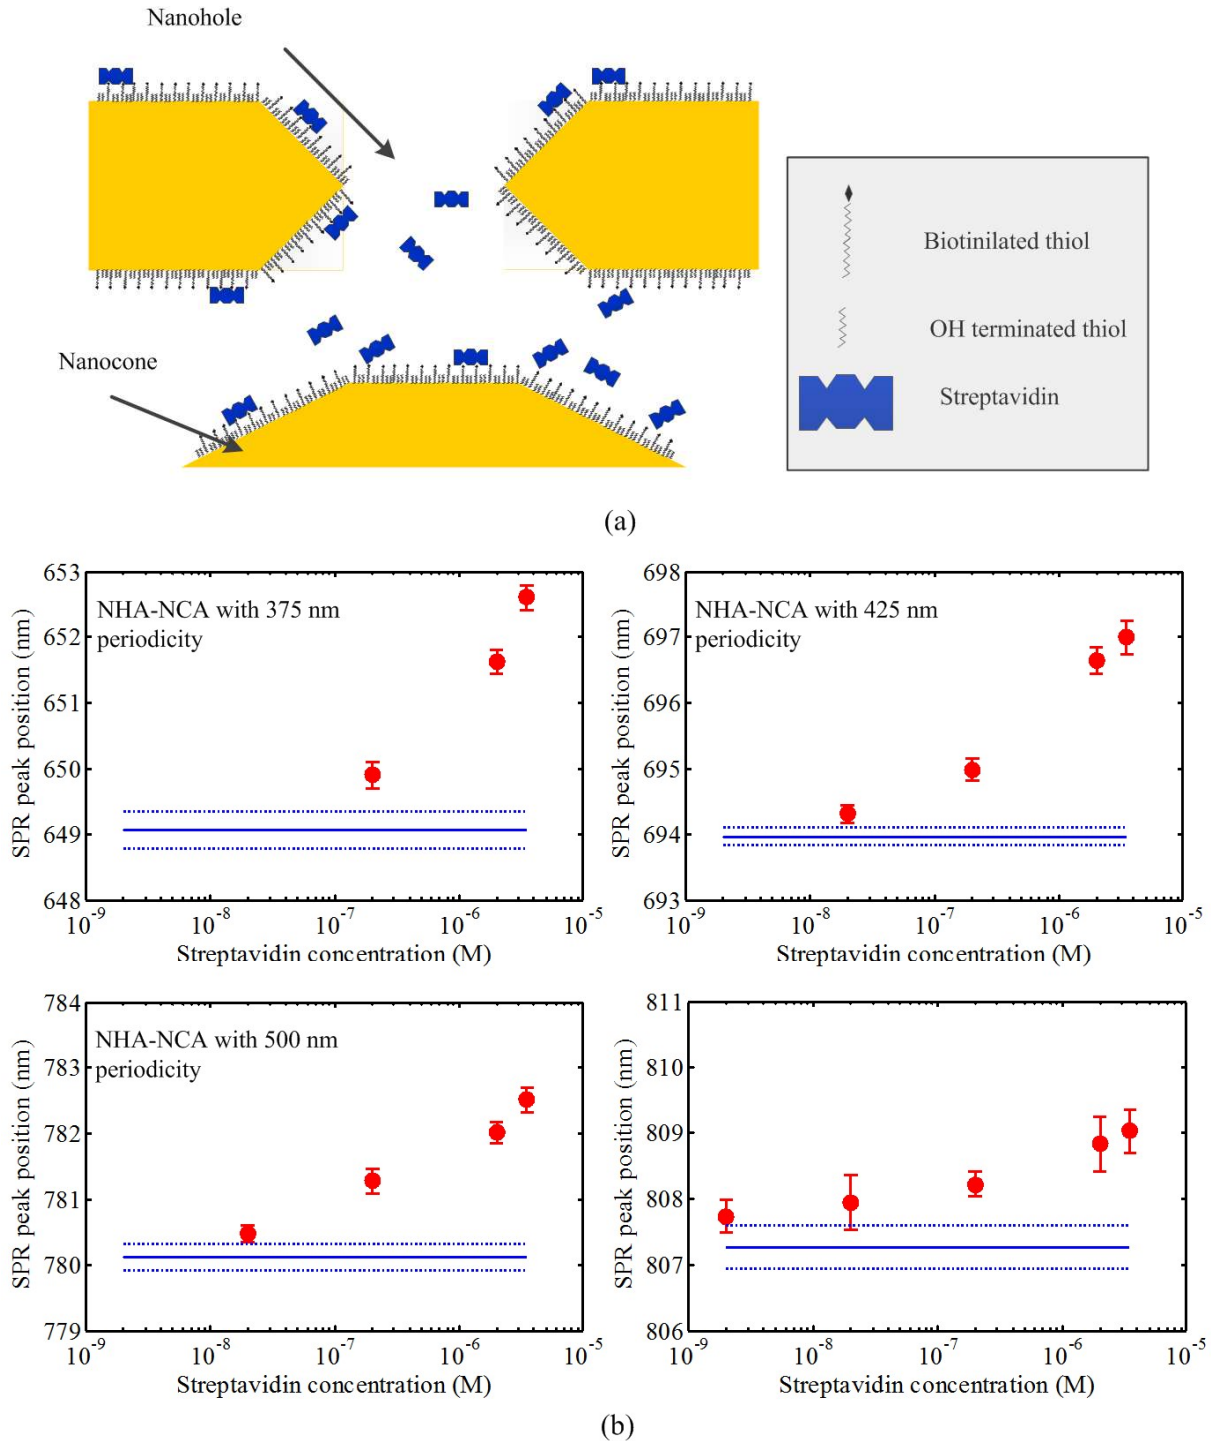 Nanohole
Nanocone
Biotinilated thiol
OH terminated thiol
Streptavidin
(a)
653
652
651
650
649
648
SPR peak position (nm)
NHA-NCA with 375 nm
periodicity
10⁻⁹ 10⁻⁸ 10⁻⁷ 10⁻⁶ 10⁻⁵
Streptavidin concentration (M)
698
697
696
695
694
693
SPR peak position (nm)
NHA-NCA with 425 nm
periodicity
10⁻⁹ 10⁻⁸ 10⁻⁷ 10⁻⁶ 10⁻⁵
Streptavidin concentration (M)
784
783
782
781
780
779
SPR peak position (nm)
NHA-NCA with 500 nm
periodicity
10⁻⁹ 10⁻⁸ 10⁻⁷ 10⁻⁶ 10⁻⁵
Streptavidin concentration (M)
811
810
809
808
807
806
SPR peak position (nm)
10⁻⁹ 10⁻⁸ 10⁻⁷ 10⁻⁶ 10⁻⁵
Streptavidin concentration (M)
(b)